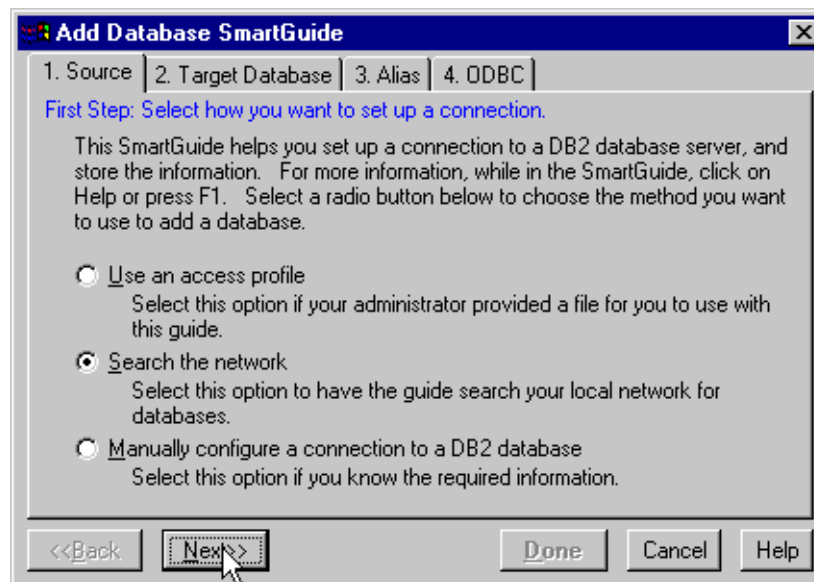 Add Database SmartGuide
1. Source 2. Target Database 3. Alias 4. ODBC
First Step: Select how you want to set up a connection.
This SmartGuide helps you set up a connection to a DB2 database server, and
store the information. For more information, while in the SmartGuide, click on
Help or press F1. Select a radio button below to choose the method you want
to use to add a database.
Use an access profile
Select this option if your administrator provided a file for you to use with
this guide.
Search the network
Select this option to have the guide search your local network for
databases.
Manually configure a connection to a DB2 database
Select this option if you know the required information.
<<Back Next>> Done Cancel Help